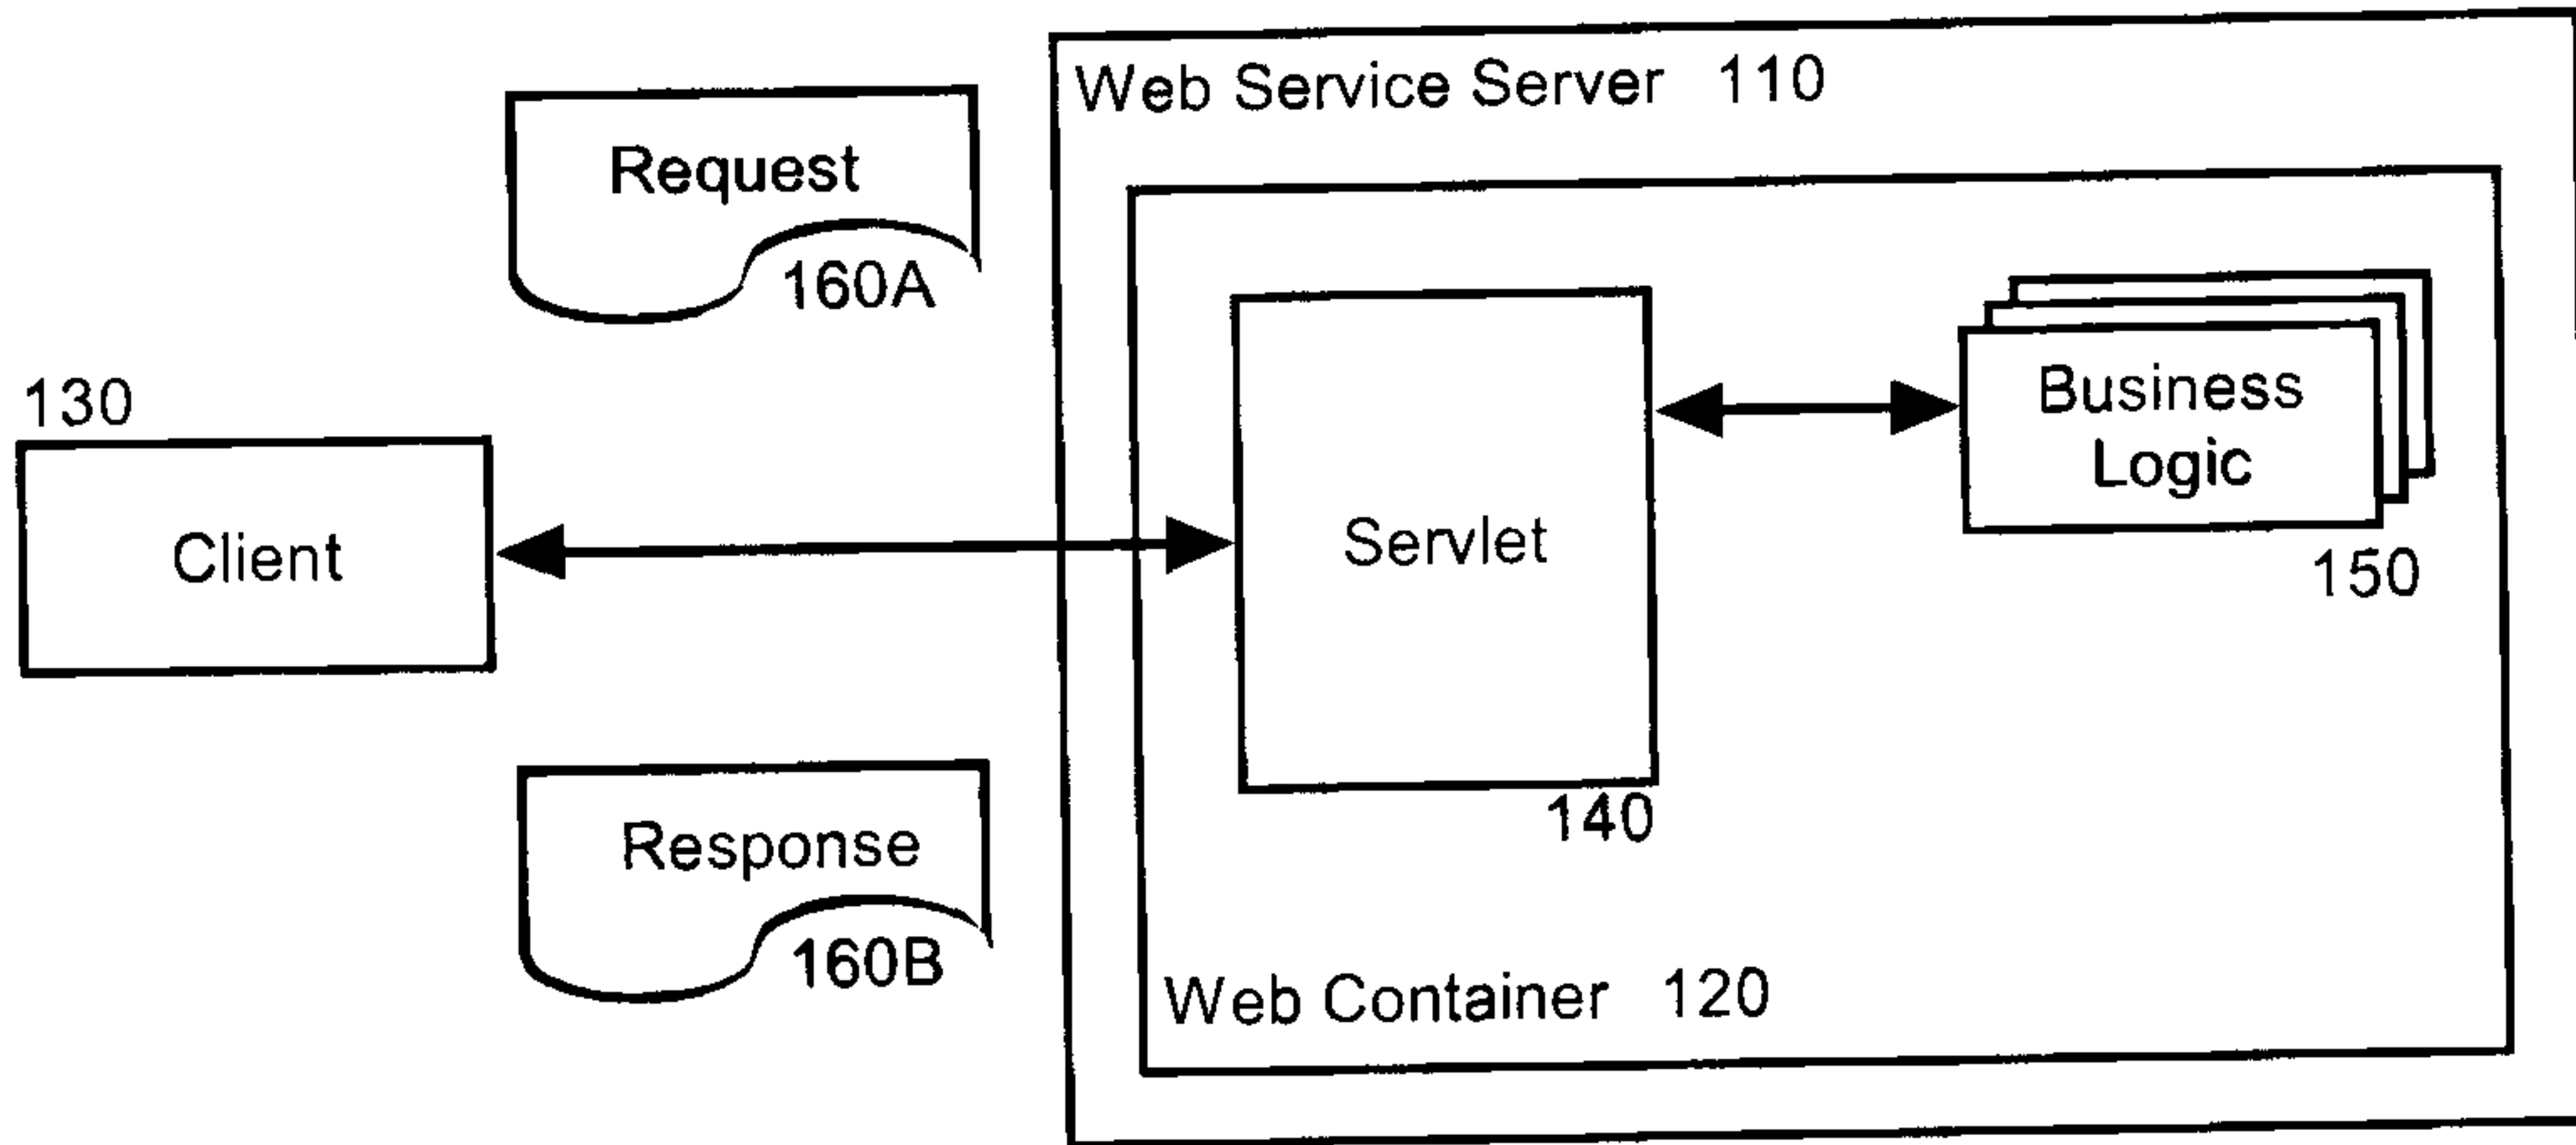 Web Service Server 110
Request
160A
130
Client
Servlet
140
Business
Logic
150
Response
160B
Web Container 120